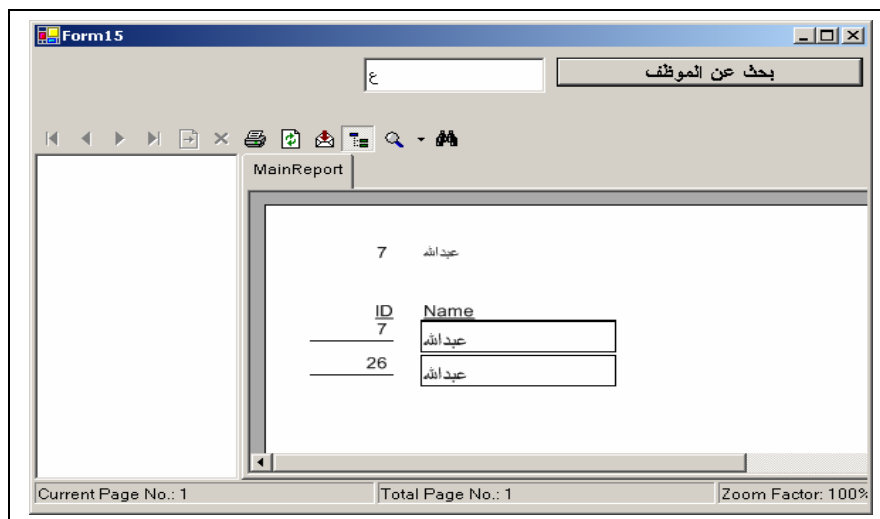 Form15
ع
بحث عن الموظف
MainReport
7 عبدالله
ID Name
7 عبدالله
26 عبدالله
Current Page No.: 1 Total Page No.: 1 Zoom Factor: 100%